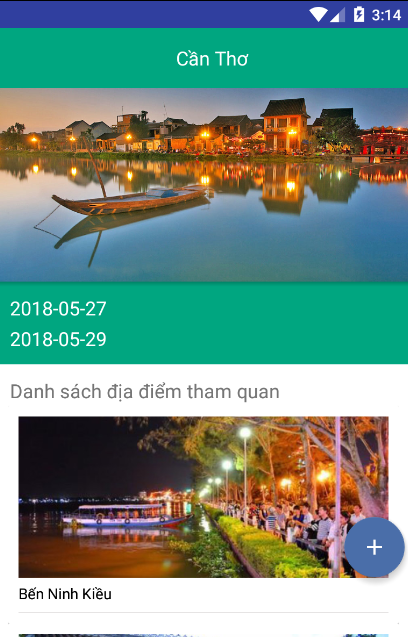 3:14
Cần Thơ
2018-05-27
2018-05-29
Danh sách địa điểm tham quan
+
Bến Ninh Kiều